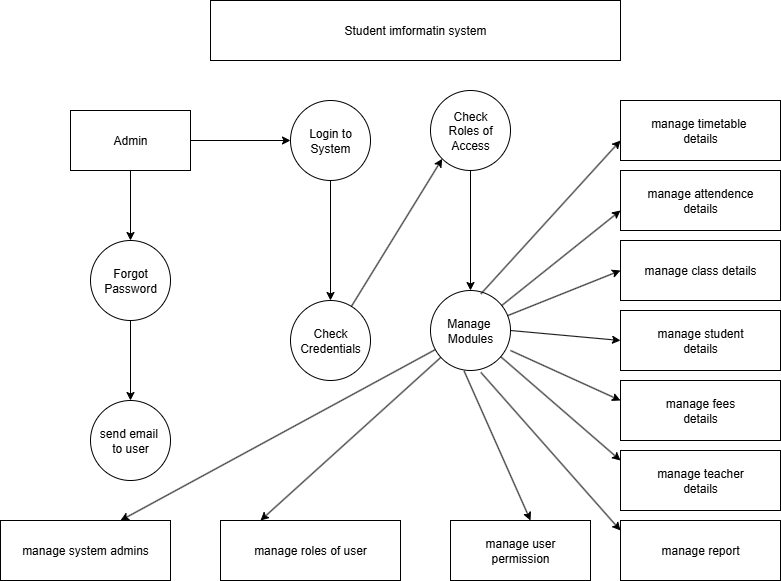 Student imformatin system
Admin
Login to
System
Check
Roles of
Access
manage timetable
details
manage attendence
details
manage class details
Forgot
Password
Check
Credentials
Manage
Modules
manage student
details
manage fees
details
send email
to user
manage teacher
details
manage system admins
manage roles of user
manage user
permission
manage report